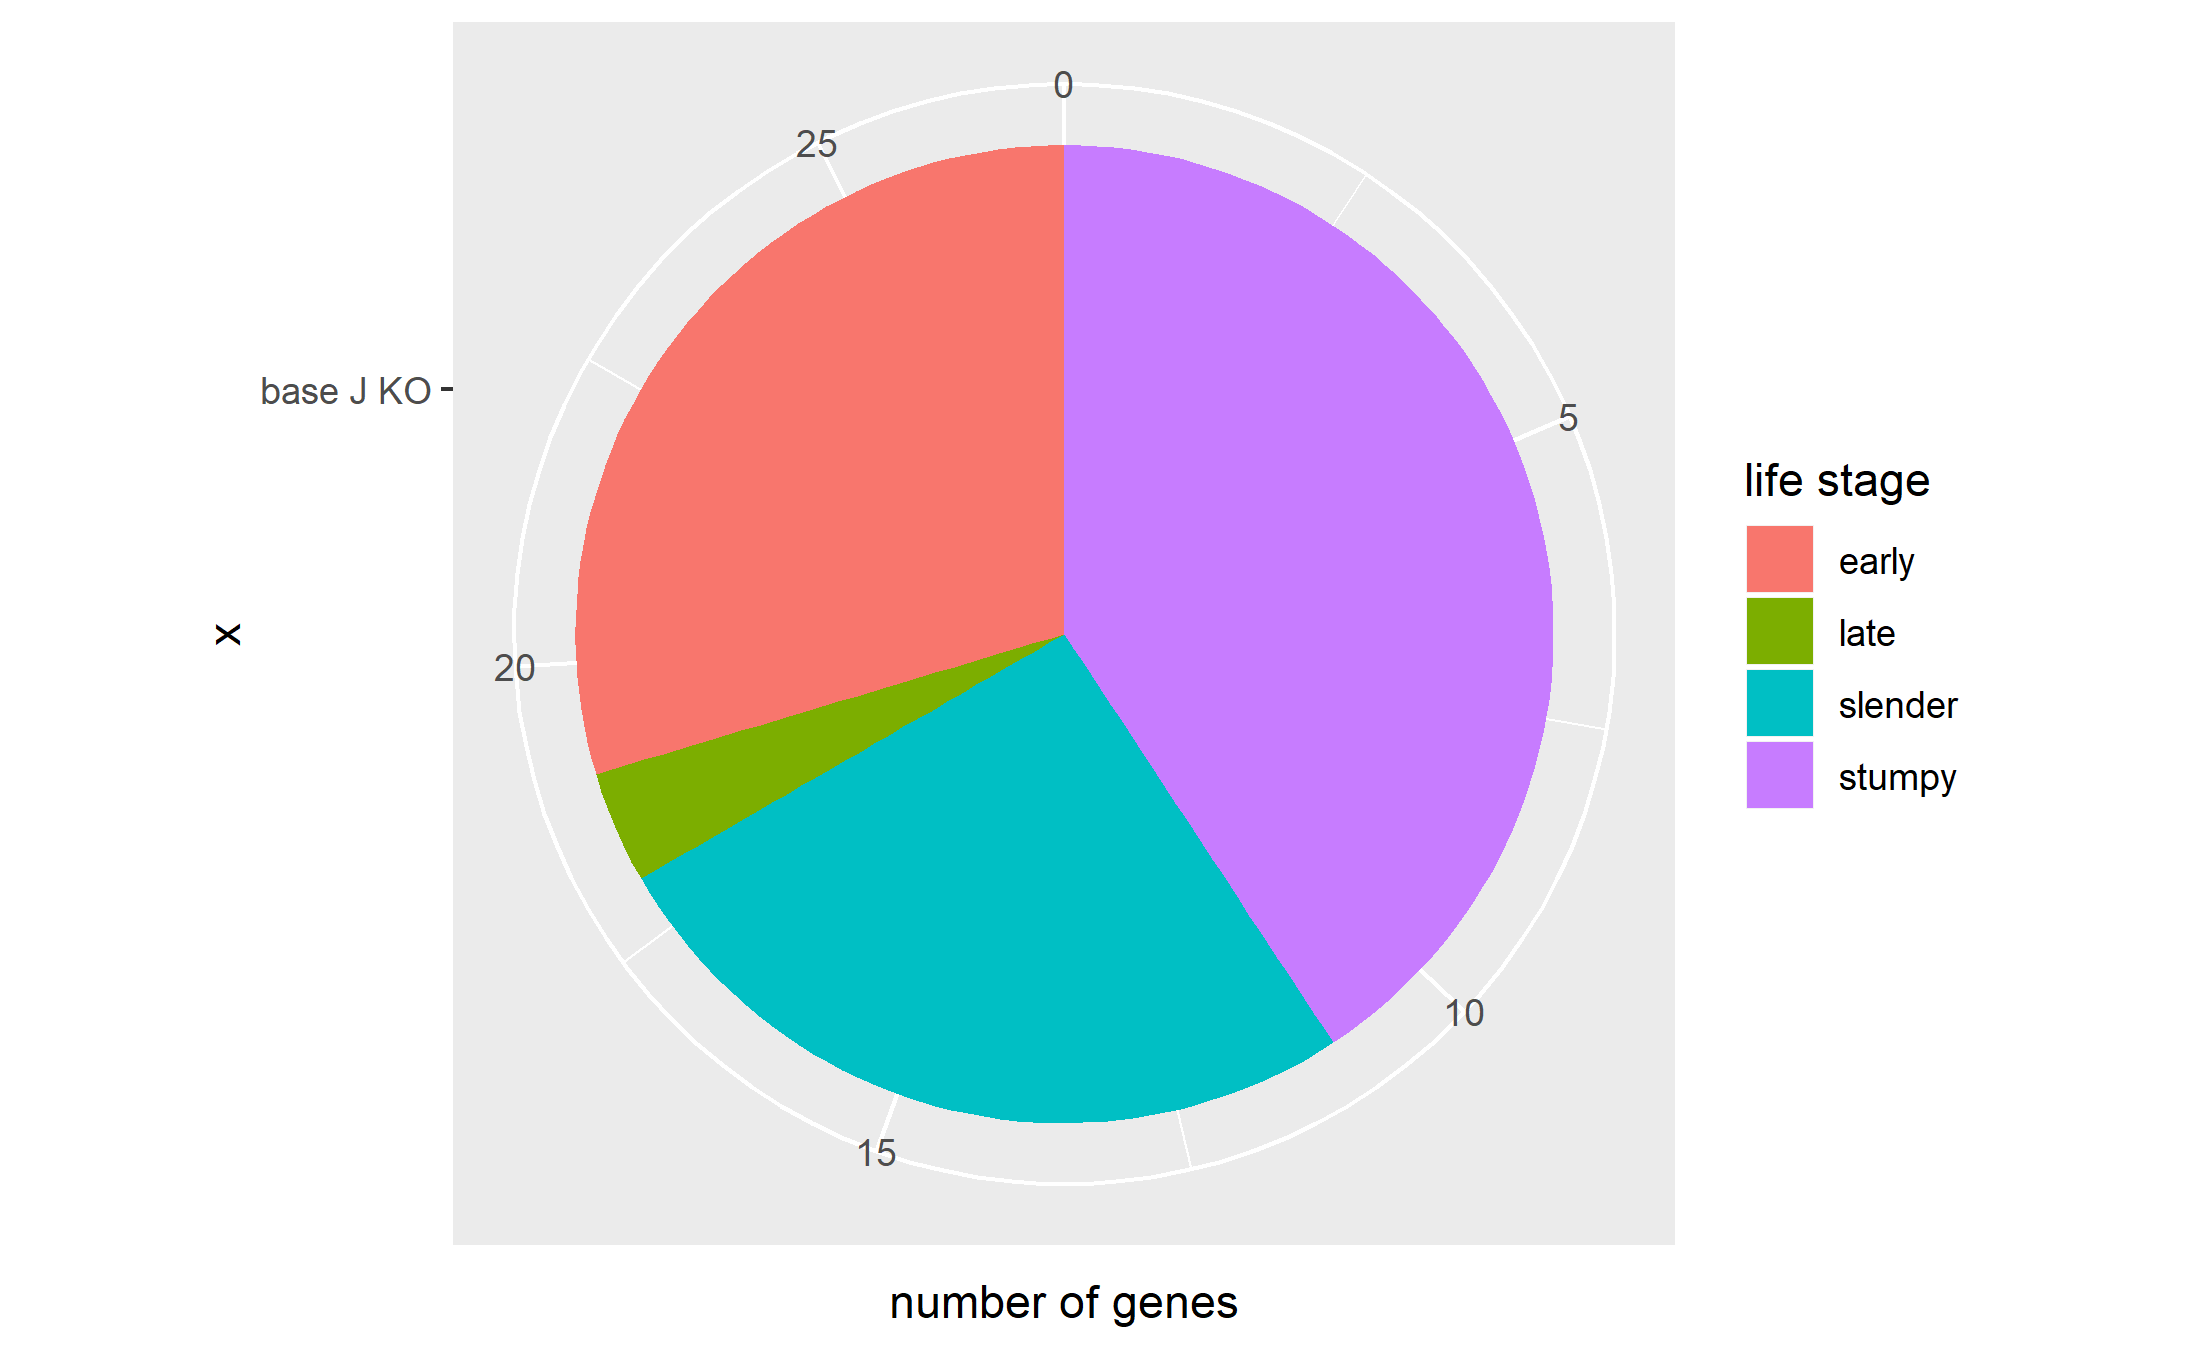 0
25
5
base J KO
20
10
15
x
number of genes
life stage
early
late
slender
stumpy